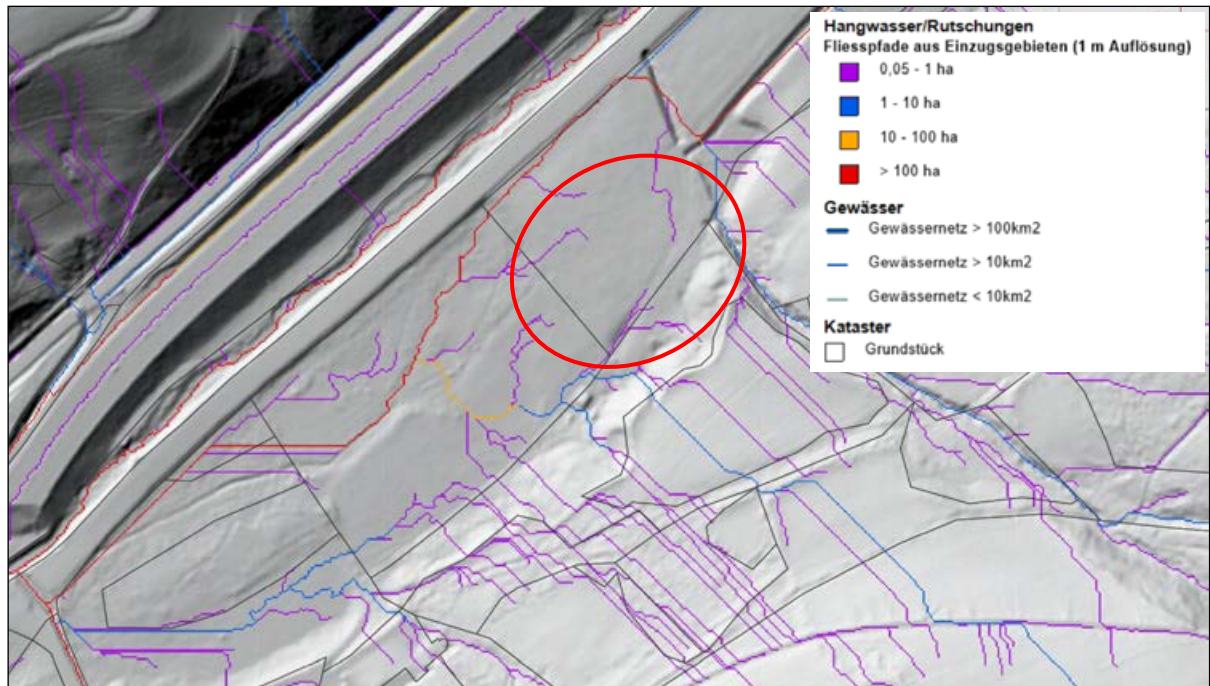 Hangwasser/Rutschungen
Fliesspfade aus Einzugsgebieten (1 m Auflösung)
0,05 - 1 ha
1 - 10 ha
10 - 100 ha
> 100 ha
Gewässer
Gewässernetz > 100km2
Gewässernetz > 10km2
Gewässernetz < 10km2
Kataster
Grundstück